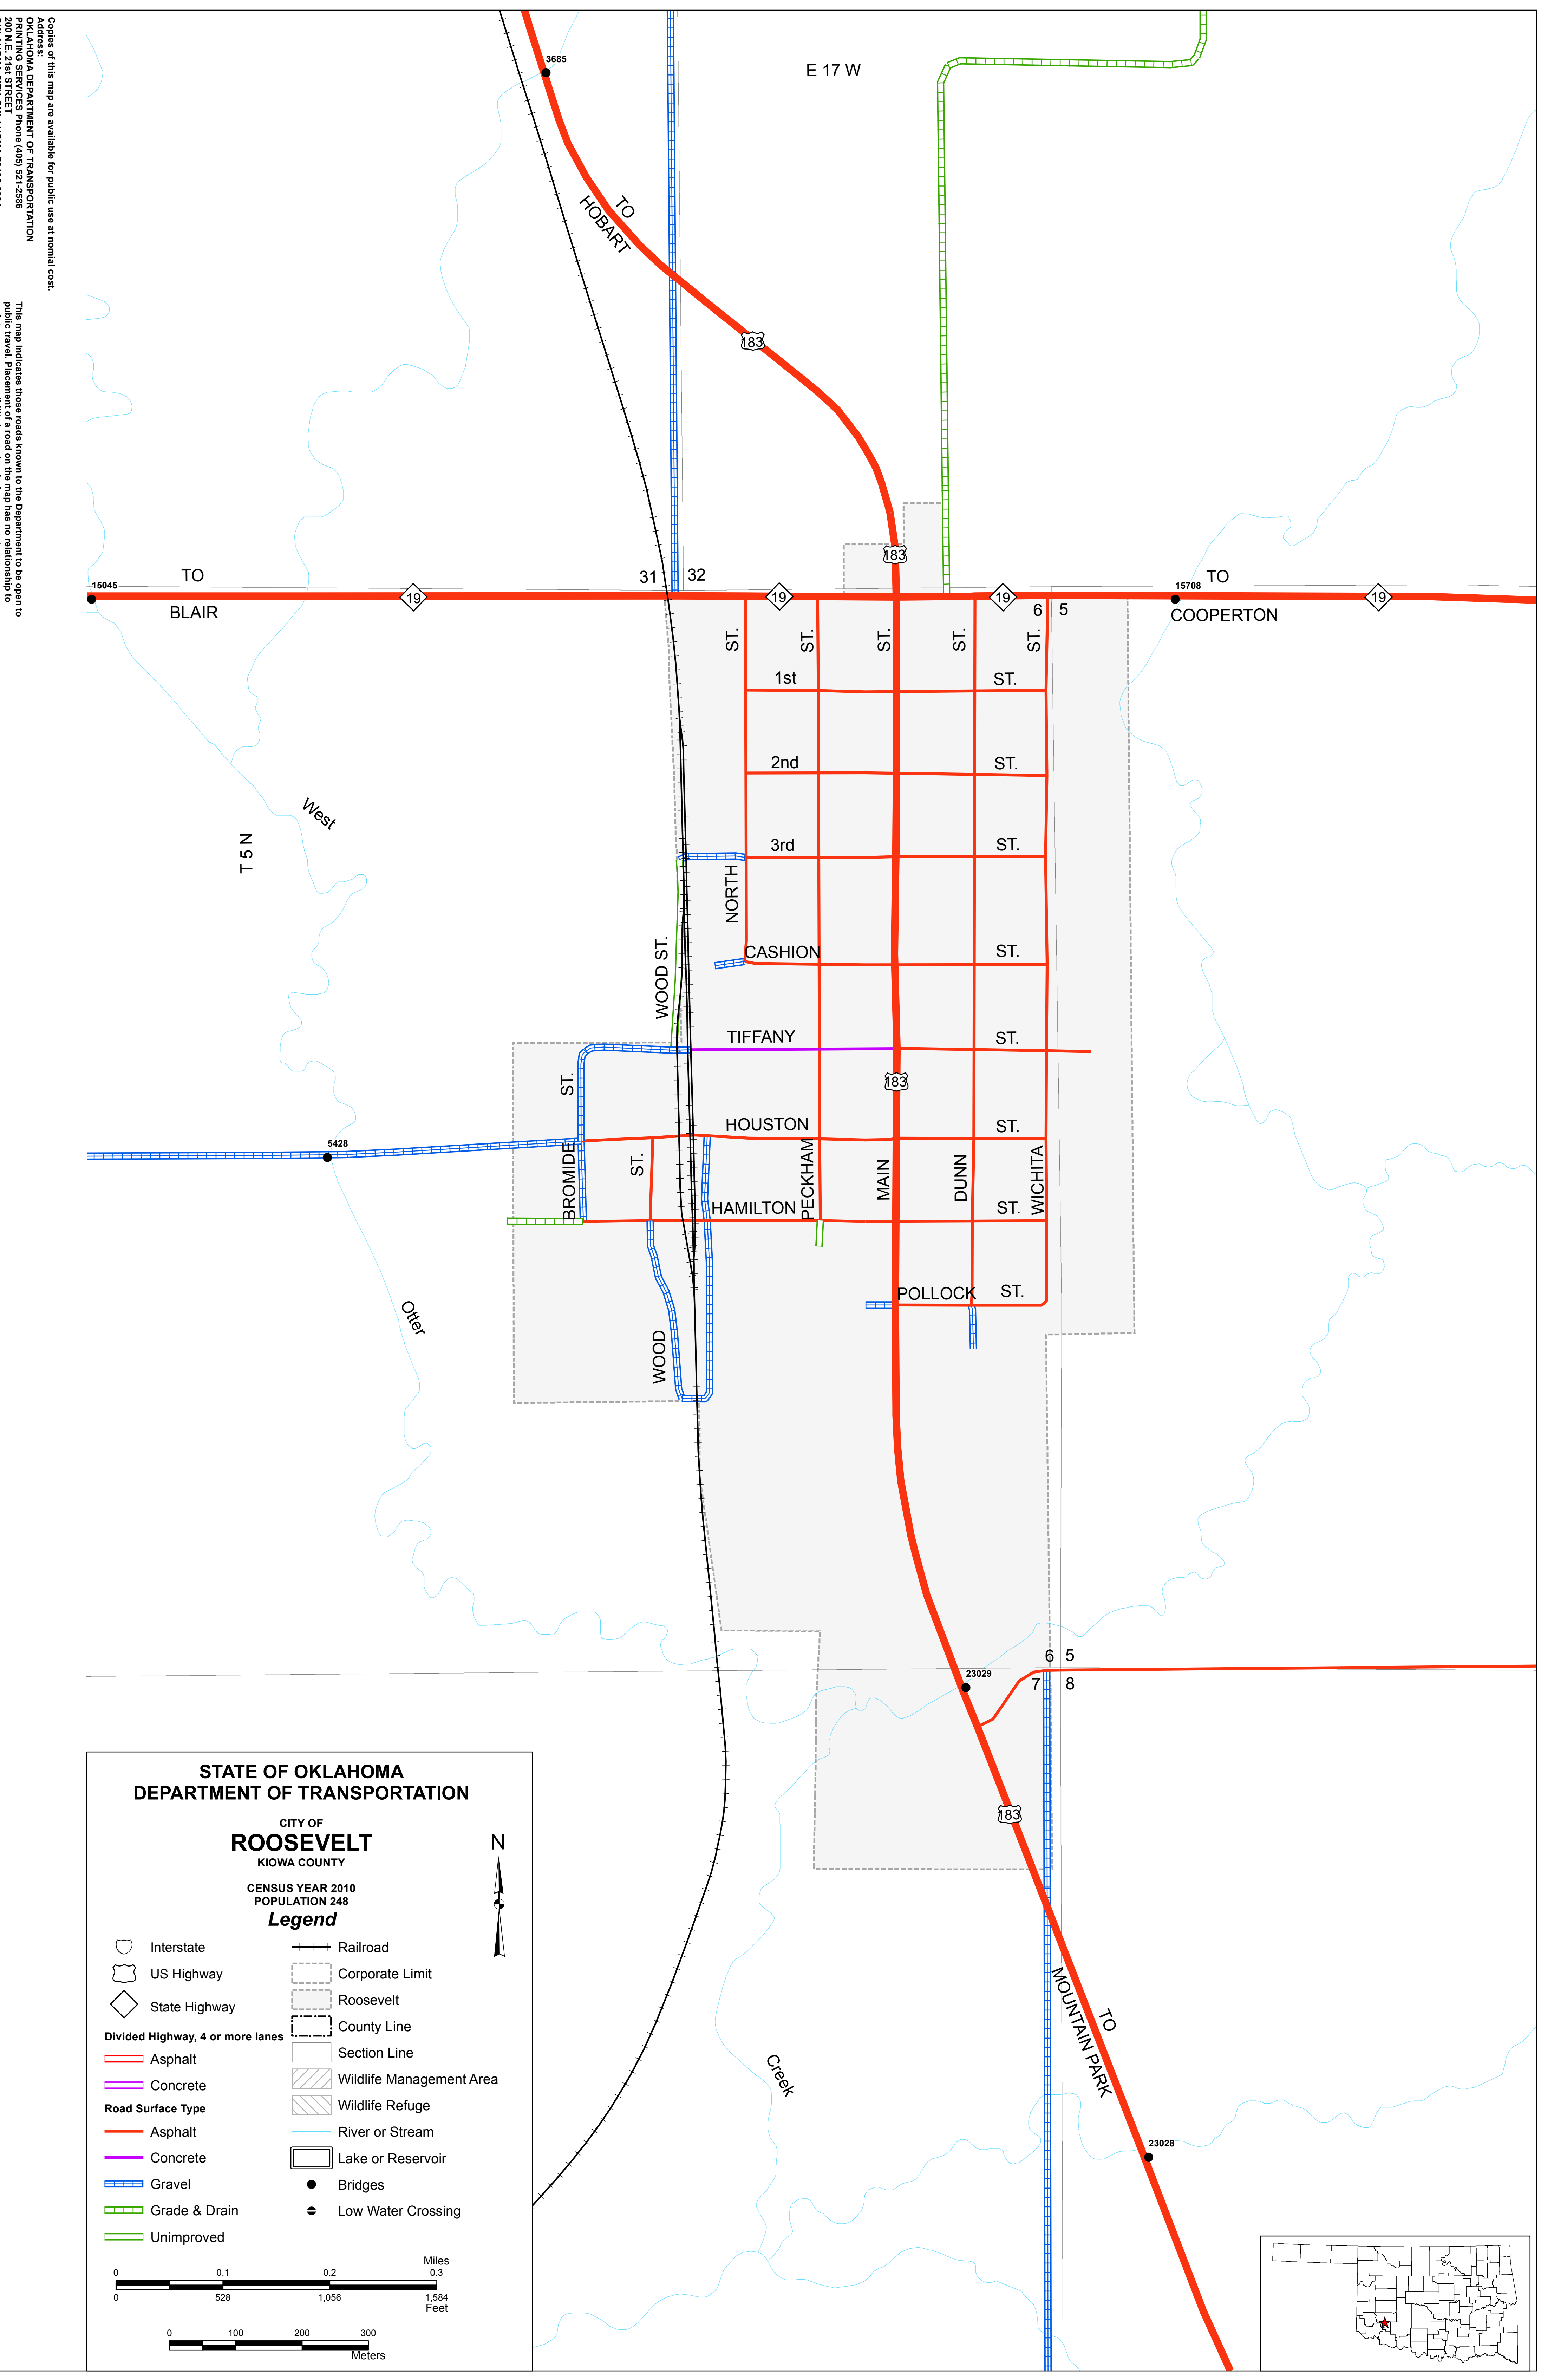 Copies of this map are available for public use at nomial cost.
Address:
OKLAHOMA DEPARTMENT OF TRANSPORTATION
PRINTING SERVICES Phone (405) 521-2586
200 N.E. 21st STREET
This map indicates those roads known to the Department to be open to
public travel. Placement of a road on the map has no relationship to
3685
E 17 W
TO
HOBART
183
183
15045
TO
BLAIR
19
31
32
19
19
6
5
15708
TO
COOPERTON
19
ST.
ST.
ST.
ST.
ST.
1st
ST.
2nd
ST.
West
T 5 N
3rd
ST.
NORTH
WOOD ST.
CASHION
ST.
TIFFANY
ST.
183
ST.
5428
HOUSTON
ST.
BROMIDE
ST.
PECKHAM
MAIN
DUNN
WICHITA
HAMILTON
ST.
POLLOCK
ST.
Otter
WOOD
6
5
7
8
23029
183
TO
MOUNTAIN PARK
Creek
23028
STATE OF OKLAHOMA
DEPARTMENT OF TRANSPORTATION
CITY OF
ROOSEVELT
KIOWA COUNTY
N
CENSUS YEAR 2010
POPULATION 248
Legend
Interstate
US Highway
State Highway
Divided Highway, 4 or more lanes
Asphalt
Concrete
Road Surface Type
Asphalt
Concrete
Gravel
Grade & Drain
Unimproved
Railroad
Corporate Limit
Roosevelt
County Line
Section Line
Wildlife Management Area
Wildlife Refuge
River or Stream
Lake or Reservoir
Bridges
Low Water Crossing
Miles
0 0.1 0.2 0.3
0 528 1,056 1,584
Feet
0 100 200 300
Meters